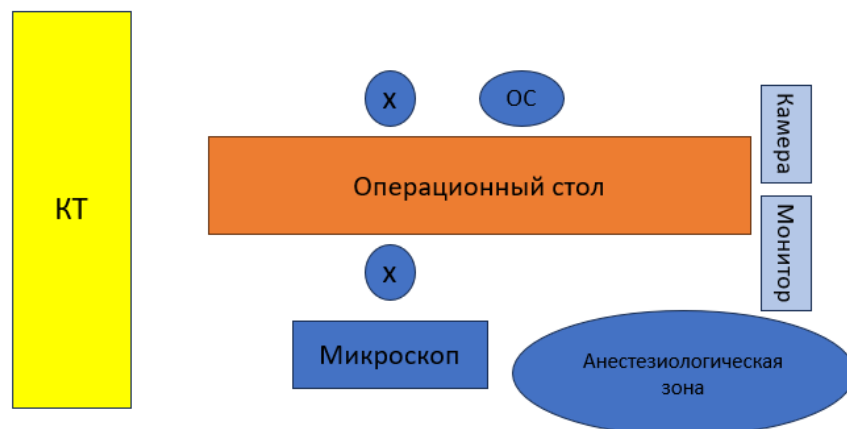 КТ
х
ОС
Камера
Операционный стол
Монитор
х
Микроскоп
Анестезиологическая
зона